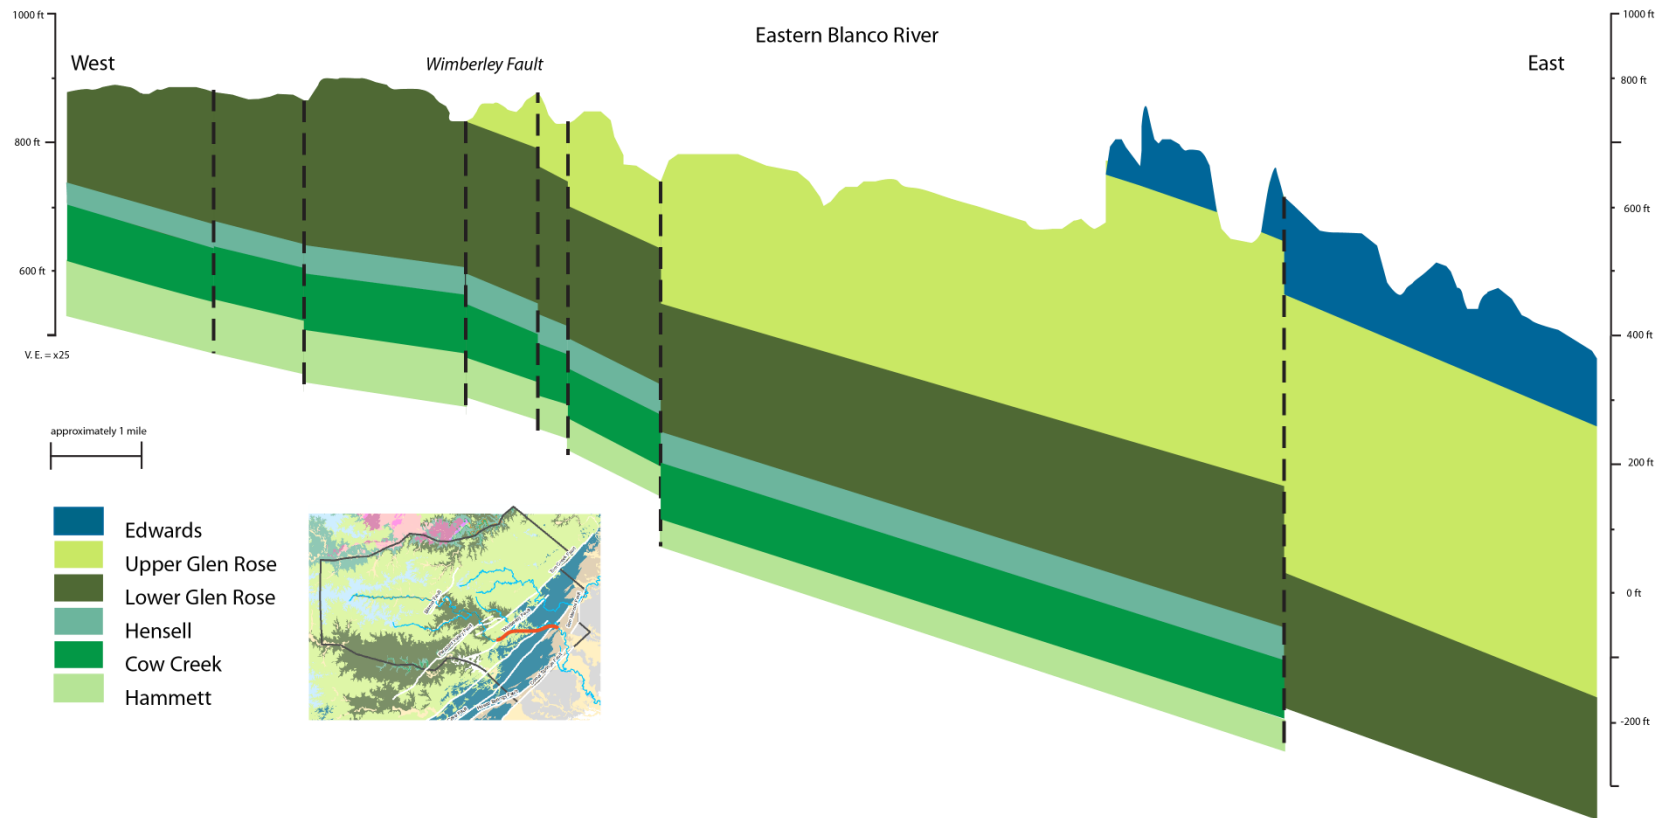 1000 ft
Eastern Blanco River
1000 ft
West
Wimberley Fault
East
800 ft
800 ft
600 ft
600 ft
400 ft
V. E. = x25
approximately 1 mile
200 ft
Edwards
Upper Glen Rose
Lower Glen Rose
Hensell
Cow Creek
Hammett
0 ft
-200 ft